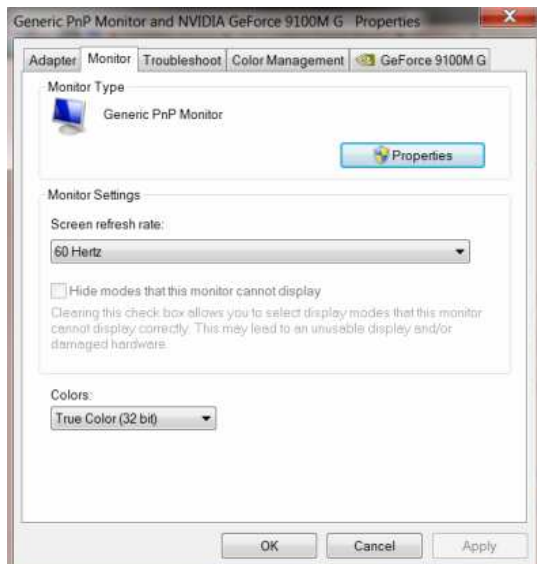 Generic PnP Monitor and NVIDIA GeForce 9100M G Properties
Adapter Monitor Troubleshoot Color Management GeForce 9100M G
Monitor Type
Generic PnP Monitor
Properties
Monitor Settings
Screen refresh rate:
60 Hertz
Hide modes that this monitor cannot display
Clearing this check box allows you to select display modes that this monitor
cannot display correctly. This may lead to an unusable display and/or
damaged hardware.
Colors:
True Color (32 bit)
OK Cancel Apply